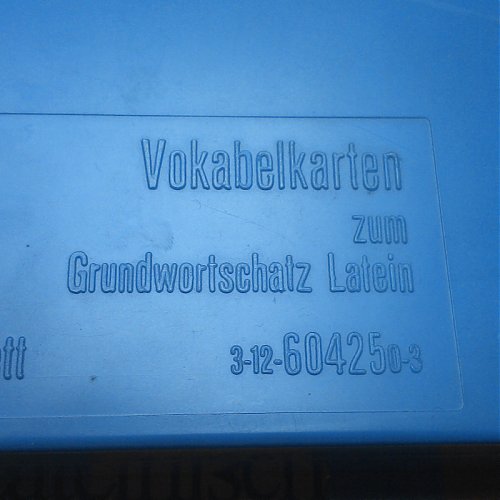 Vokabelkarten
zum
Grundwortschatz Latein
3-12-604250-3